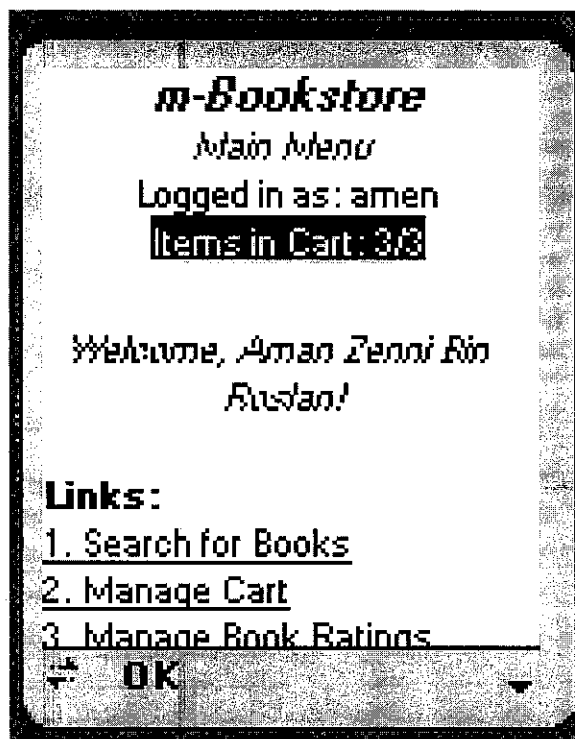 m-Bookstore
Main Menu
Logged in as: amen
Items in Cart: 3/3
Welcome, Aman Zenni Bin
Ruslan!
Links:
1. Search for Books
2. Manage Cart
3. Manage Book Ratings
OK